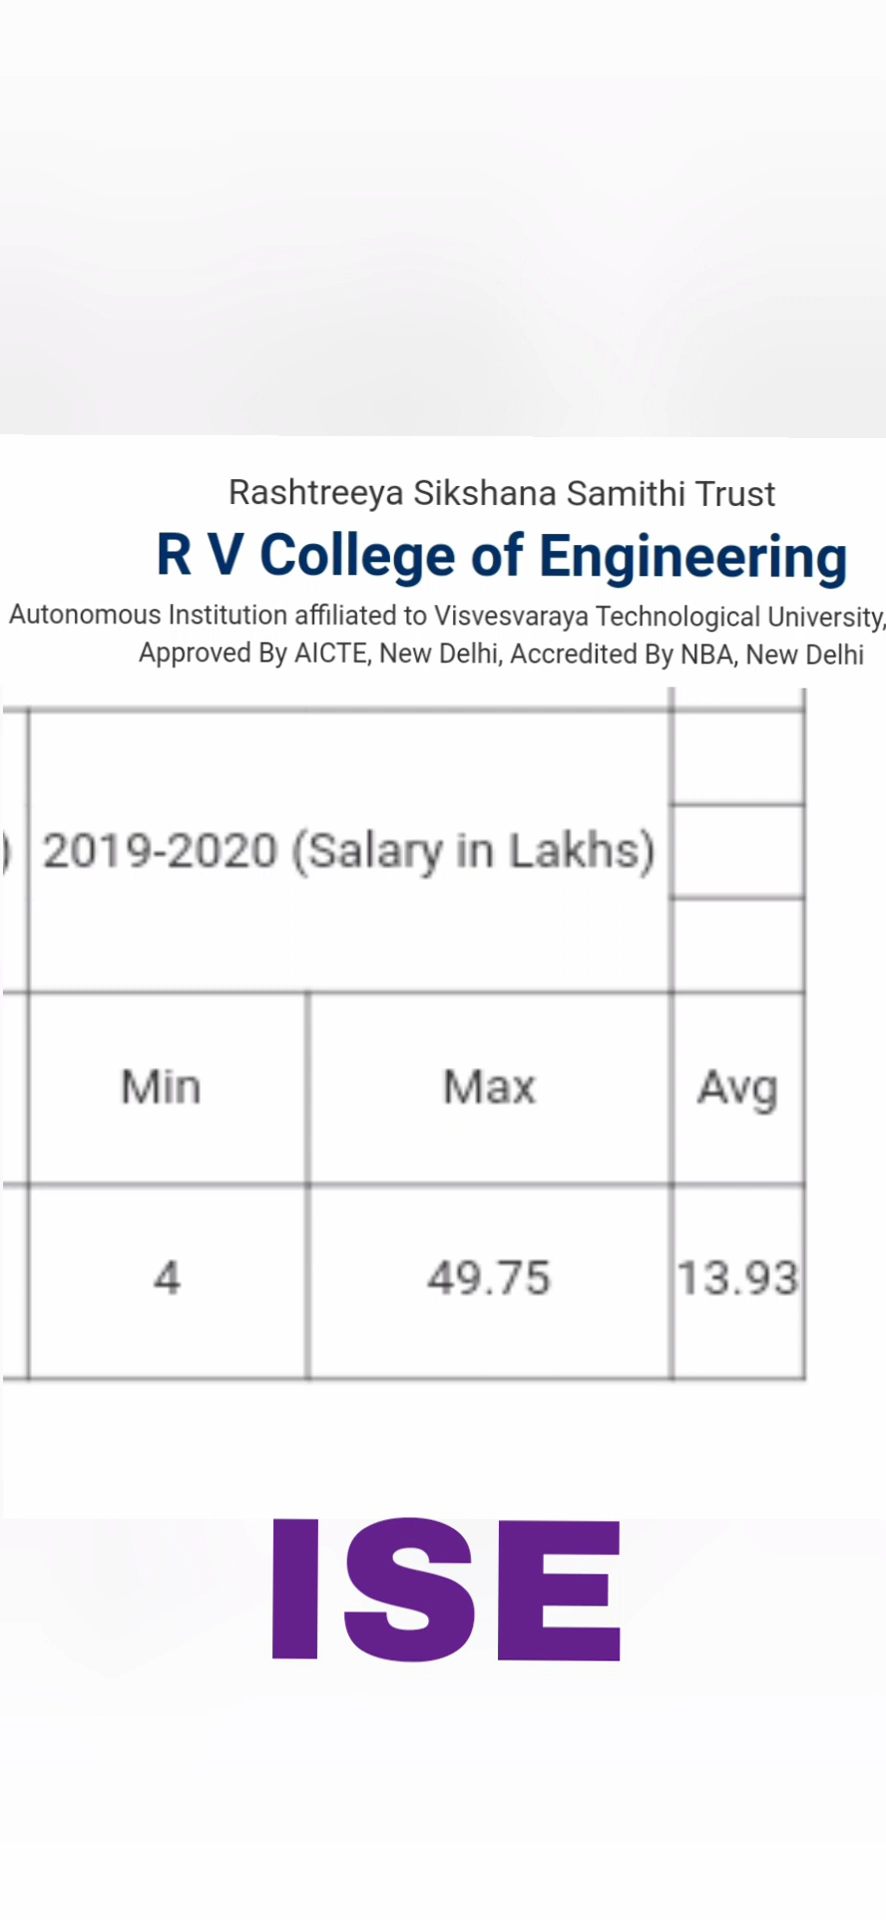 Rashtreeya Sikshana Samithi Trust
R V College of Engineering
Autonomous Institution affiliated to Visvesvaraya Technological University,
Approved By AICTE, New Delhi, Accredited By NBA, New Delhi
) 2019-2020 (Salary in Lakhs)
Min Max Avg
4 49.75 13.93
ISE